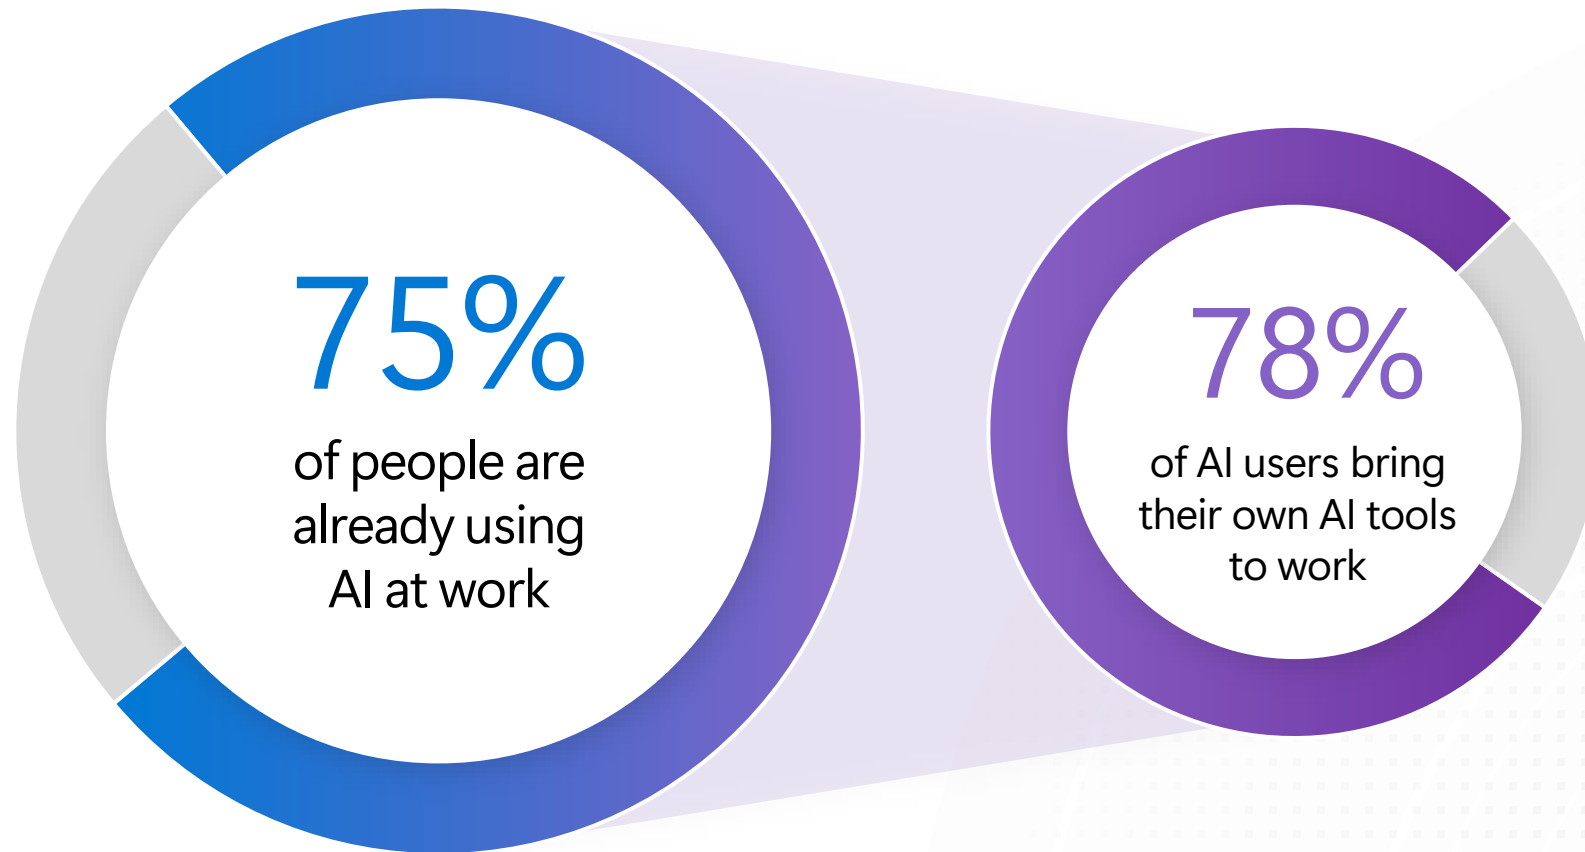 75%
of people are
already using
AI at work
78%
of AI users bring
their own AI tools
to work